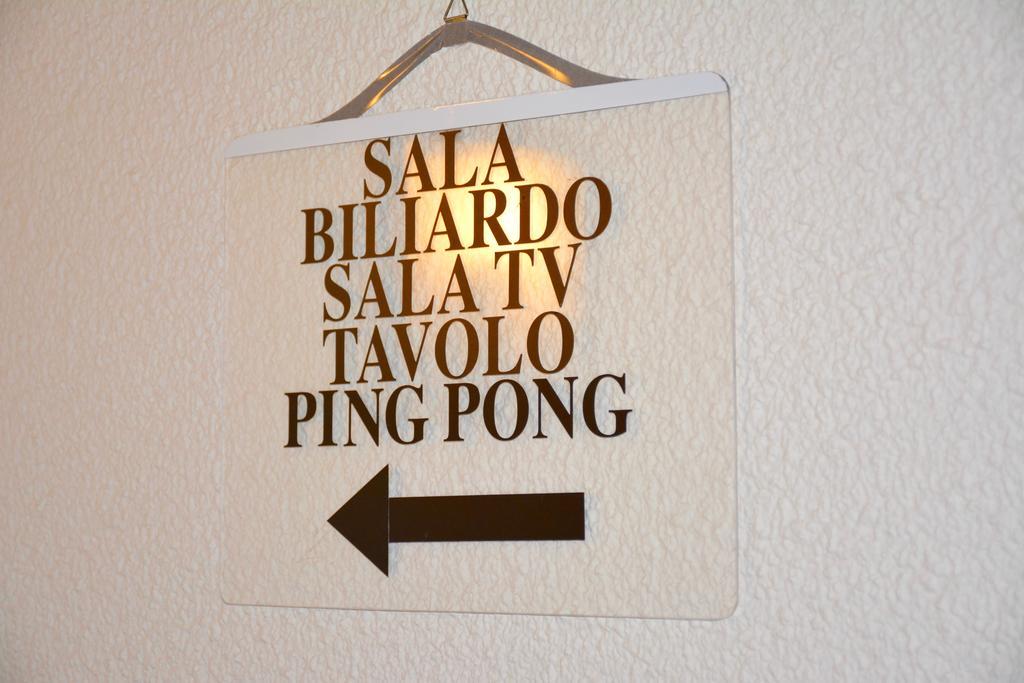 SALA
BILIARDO
SALA TV
TAVOLO
PING PONG